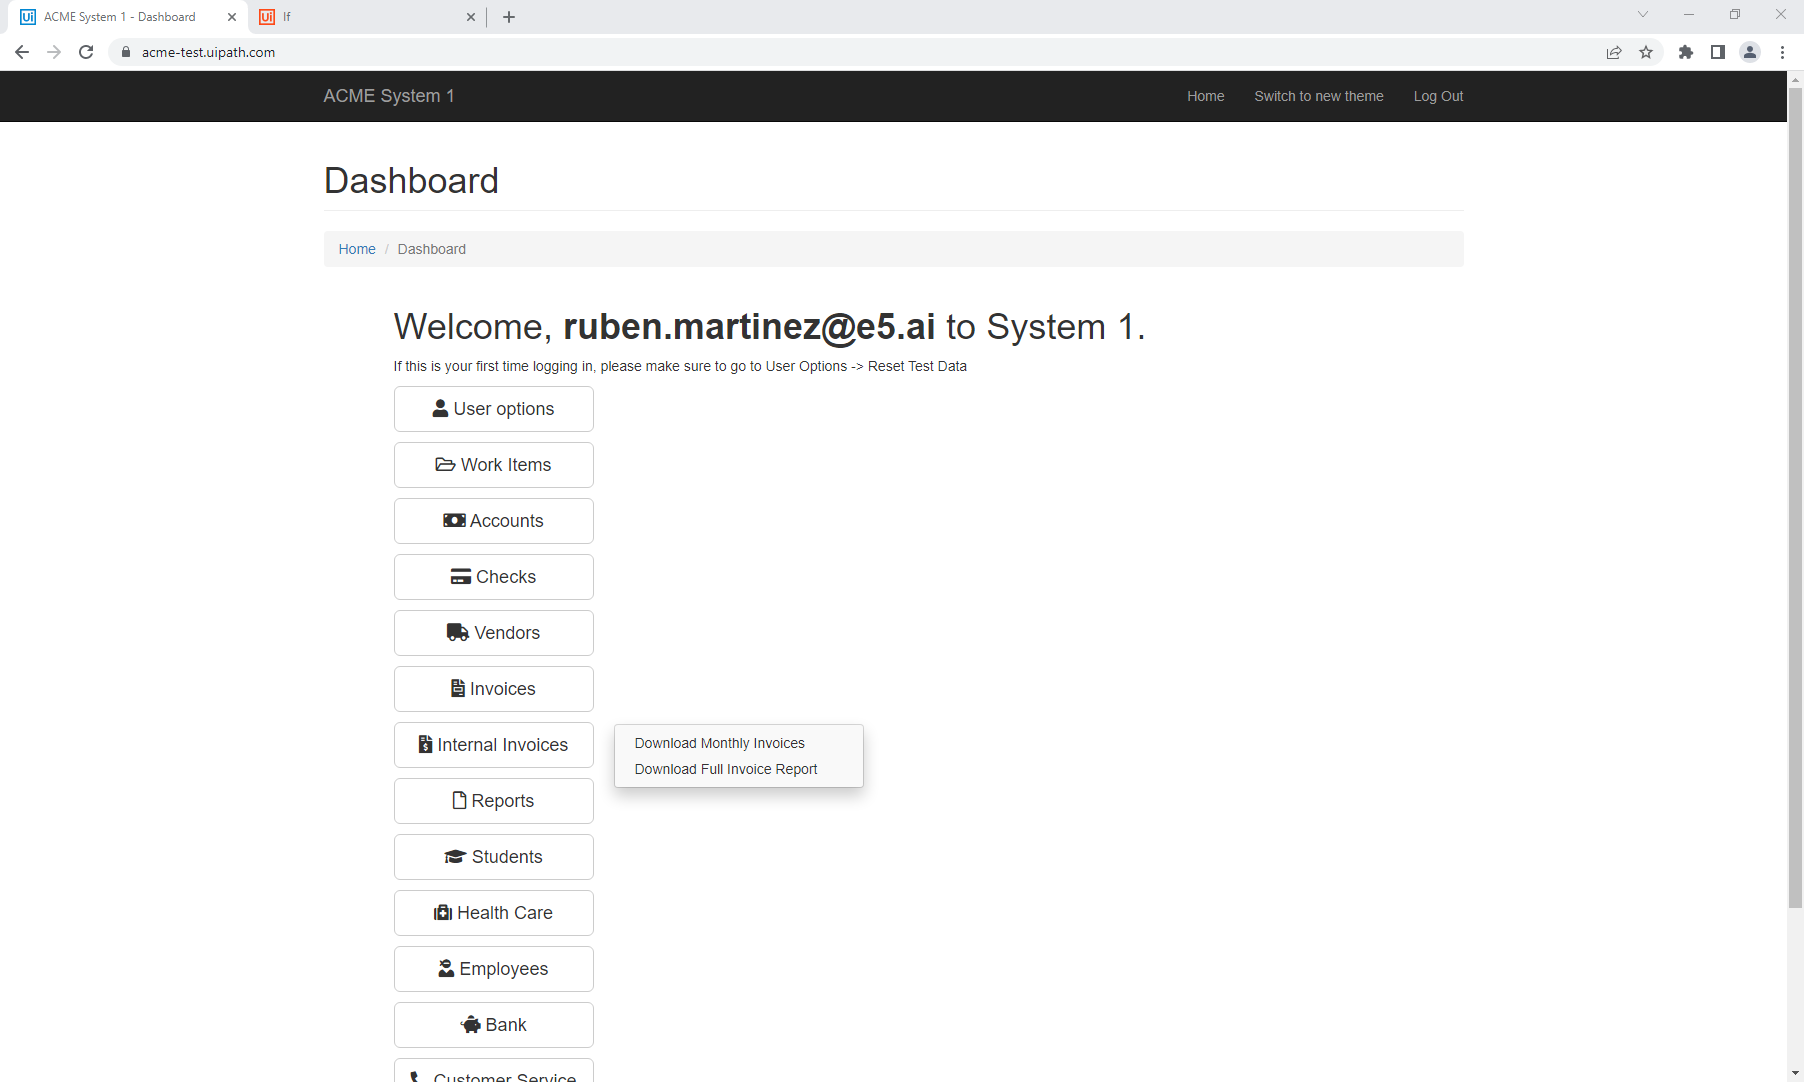 ACME System 1 - Dashboard
If
acme-test.uipath.com
ACME System 1
Home
Switch to new theme
Log Out
Dashboard
Home / Dashboard
Welcome, ruben.martinez@e5.ai to System 1.
If this is your first time logging in, please make sure to go to User Options -> Reset Test Data
User options
Work Items
Accounts
Checks
Vendors
Invoices
Internal Invoices
Download Monthly Invoices
Download Full Invoice Report
Reports
Students
Health Care
Employees
Bank
Customer Service